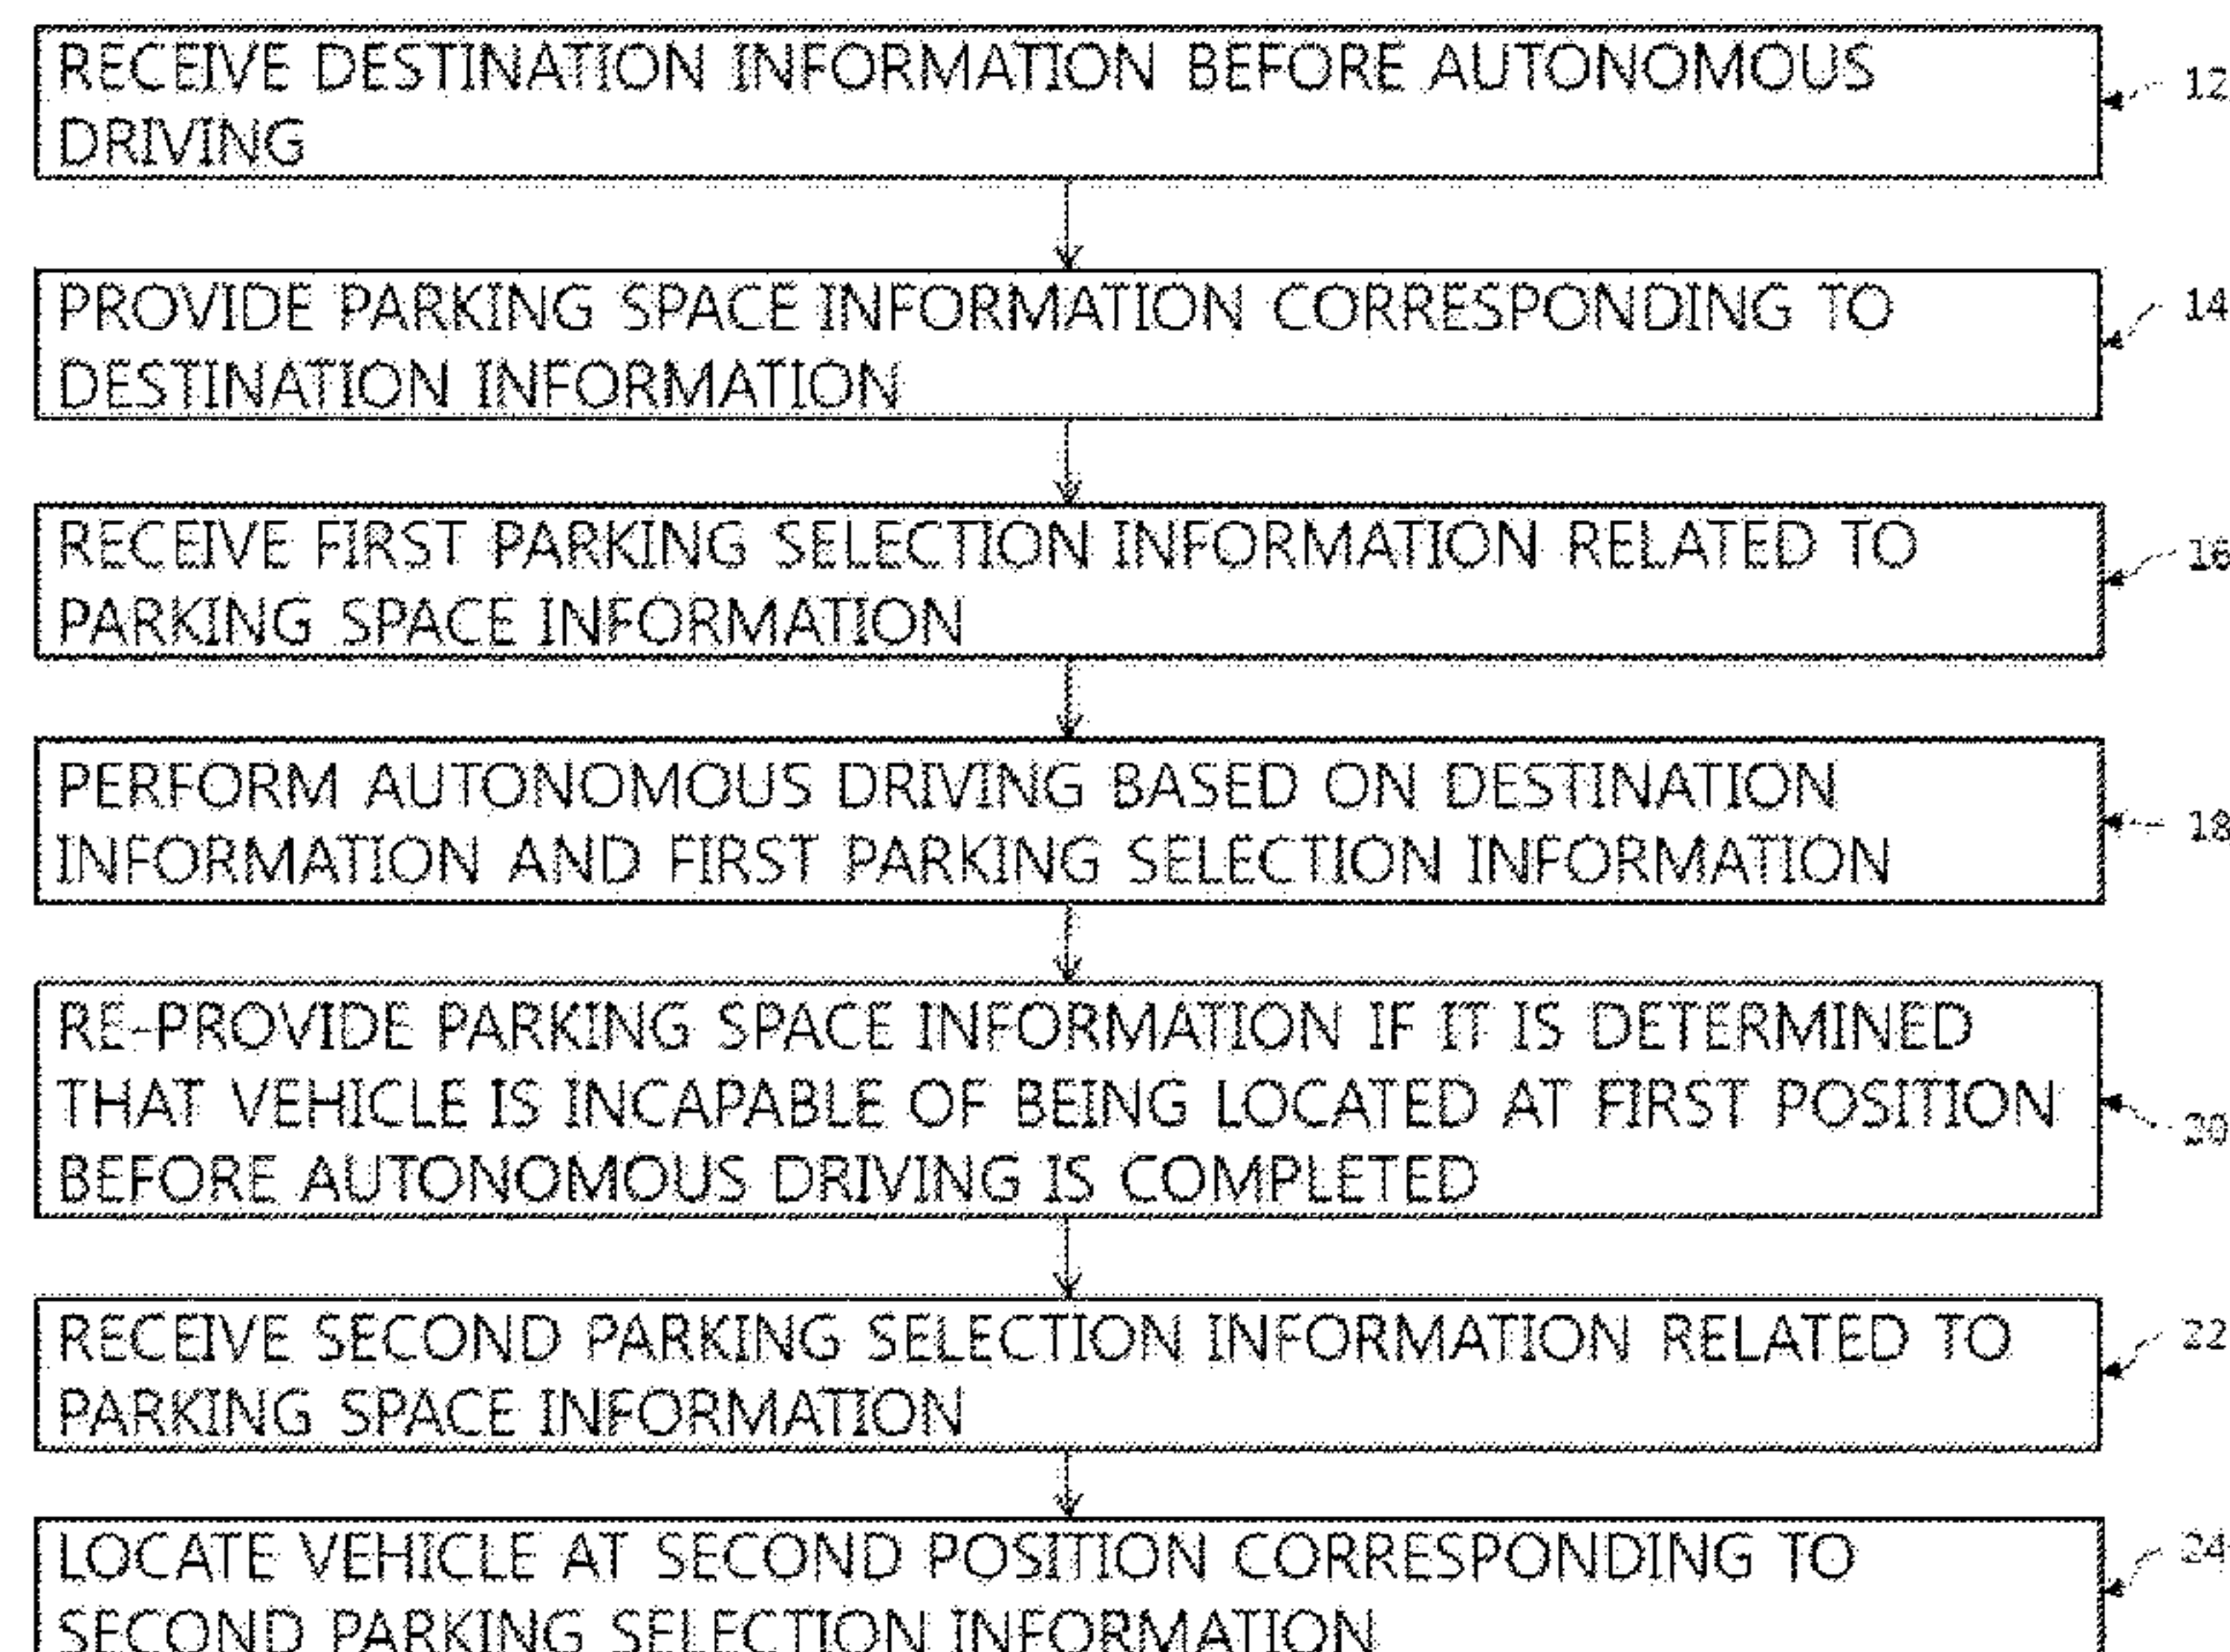 RECEIVE DESTINATION INFORMATION BEFORE AUTONOMOUS
DRIVING
12
PROVIDE PARKING SPACE INFORMATION CORRESPONDING TO
DESTINATION INFORMATION
14
RECEIVE FIRST PARKING SELECTION INFORMATION RELATED TO
PARKING SPACE INFORMATION
16
PERFORM AUTONOMOUS DRIVING BASED ON DESTINATION
INFORMATION AND FIRST PARKING SELECTION INFORMATION
18
RE-PROVIDE PARKING SPACE INFORMATION IF IT IS DETERMINED
THAT VEHICLE IS INCAPABLE OF BEING LOCATED AT FIRST POSITION
BEFORE AUTONOMOUS DRIVING IS COMPLETED
20
RECEIVE SECOND PARKING SELECTION INFORMATION RELATED TO
PARKING SPACE INFORMATION
22
LOCATE VEHICLE AT SECOND POSITION CORRESPONDING TO
SECOND PARKING SELECTION INFORMATION
24